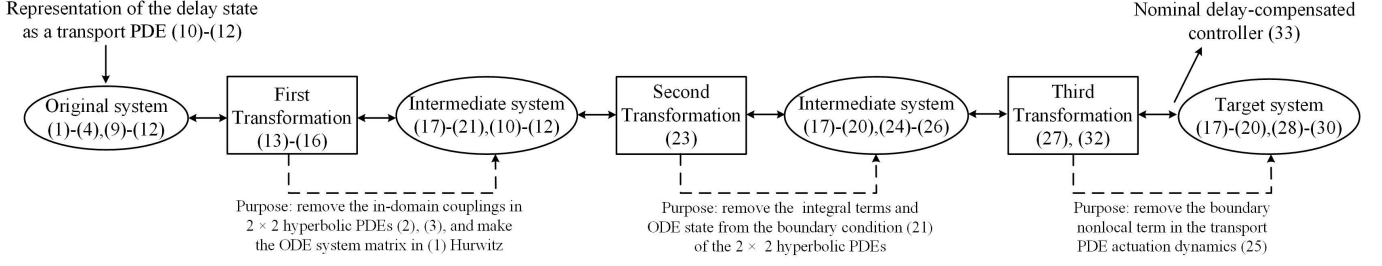 Representation of the delay state
as a transport PDE (10)-(12)
Nominal delay-compensated
controller (33)
Original system
(1)-(4),(9)-(12)
First
Transformation
(13)-(16)
Intermediate system
(17)-(21),(10)-(12)
Second
Transformation
(23)
Intermediate system
(17)-(20),(24)-(26)
Third
Transformation
(27), (32)
Target system
(17)-(20),(28)-(30)
Purpose: remove the in-domain couplings in
2 × 2 hyperbolic PDEs (2), (3), and make
the ODE system matrix in (1) Hurwitz
Purpose: remove the integral terms and
ODE state from the boundary condition (21)
of the 2 × 2 hyperbolic PDEs
Purpose: remove the boundary
nonlocal term in the transport
PDE actuation dynamics (25)